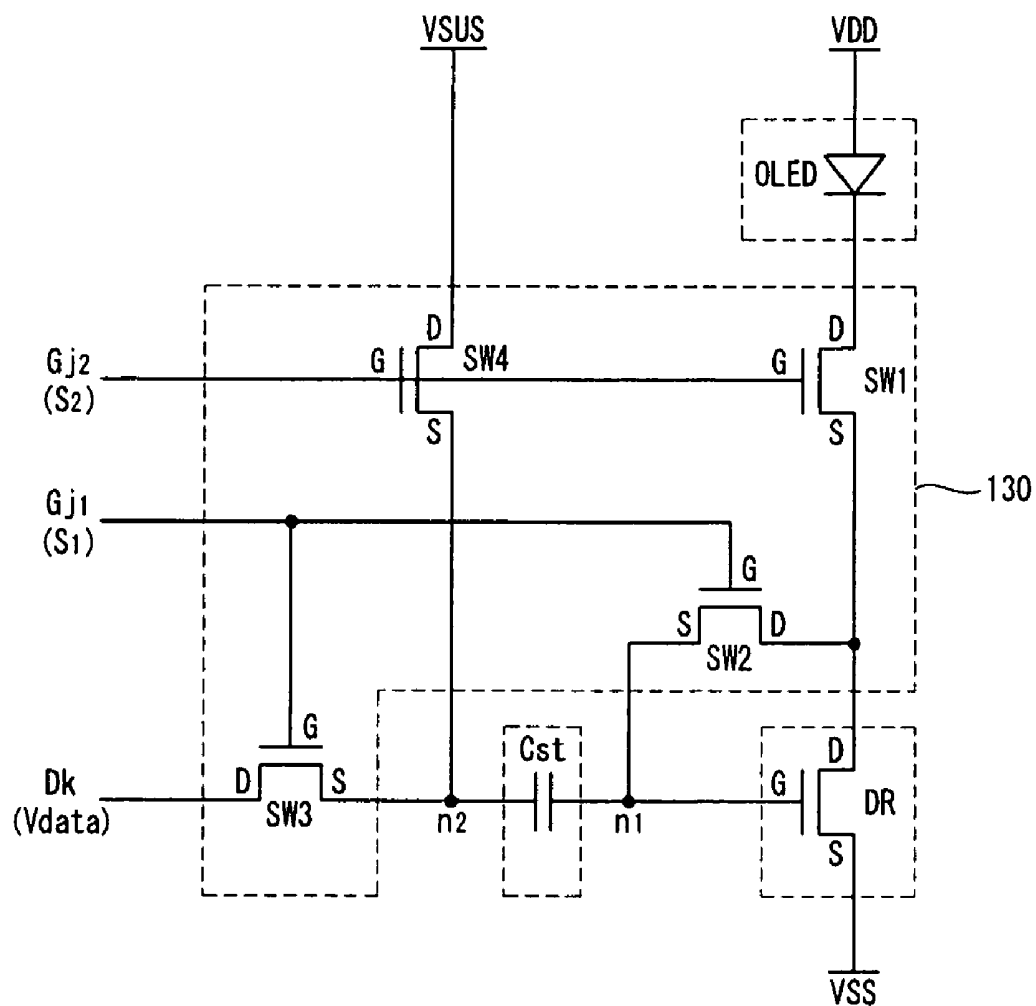 VSUS
VDD
OLED
D
D
Gj2
(S2)
G
SW4
G
SW1
S
S
Gj1
(S1)
130
G
S
D
SW2
G
Cst
D
Dk
(Vdata)
D
S
SW3
n2
n1
G
DR
S
VSS